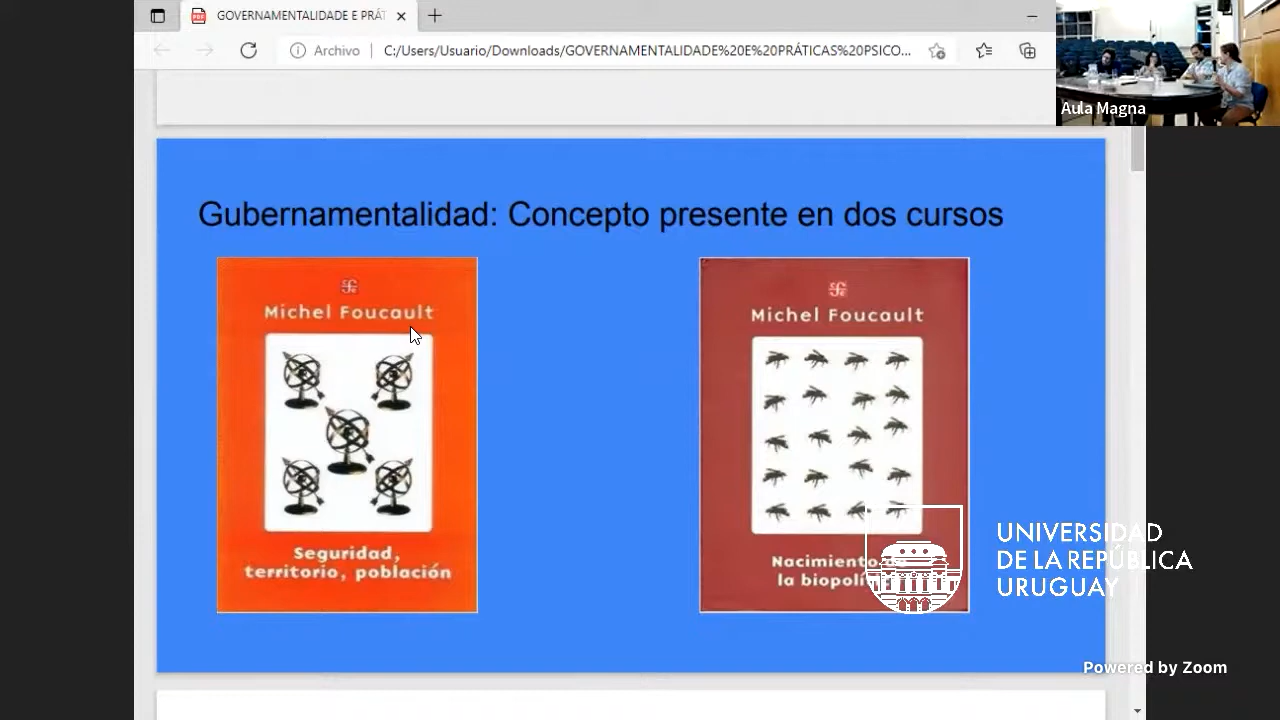 GOVERNAMENTALIDADE E PRÁT
Archivo
C:/Users/Usuario/Downloads/GOVERNAMENTALIDADE%20E%20PRÁTICAS%20PSICO...
Aula Magna
Gubernamentalidad: Concepto presente en dos cursos
Michel Foucault
Seguridad,
territorio, población
Michel Foucault
Nacimiento
la biopolí
UNIVERSIDAD
DE LA REPÚBLICA
URUGUAY
Powered by Zoom